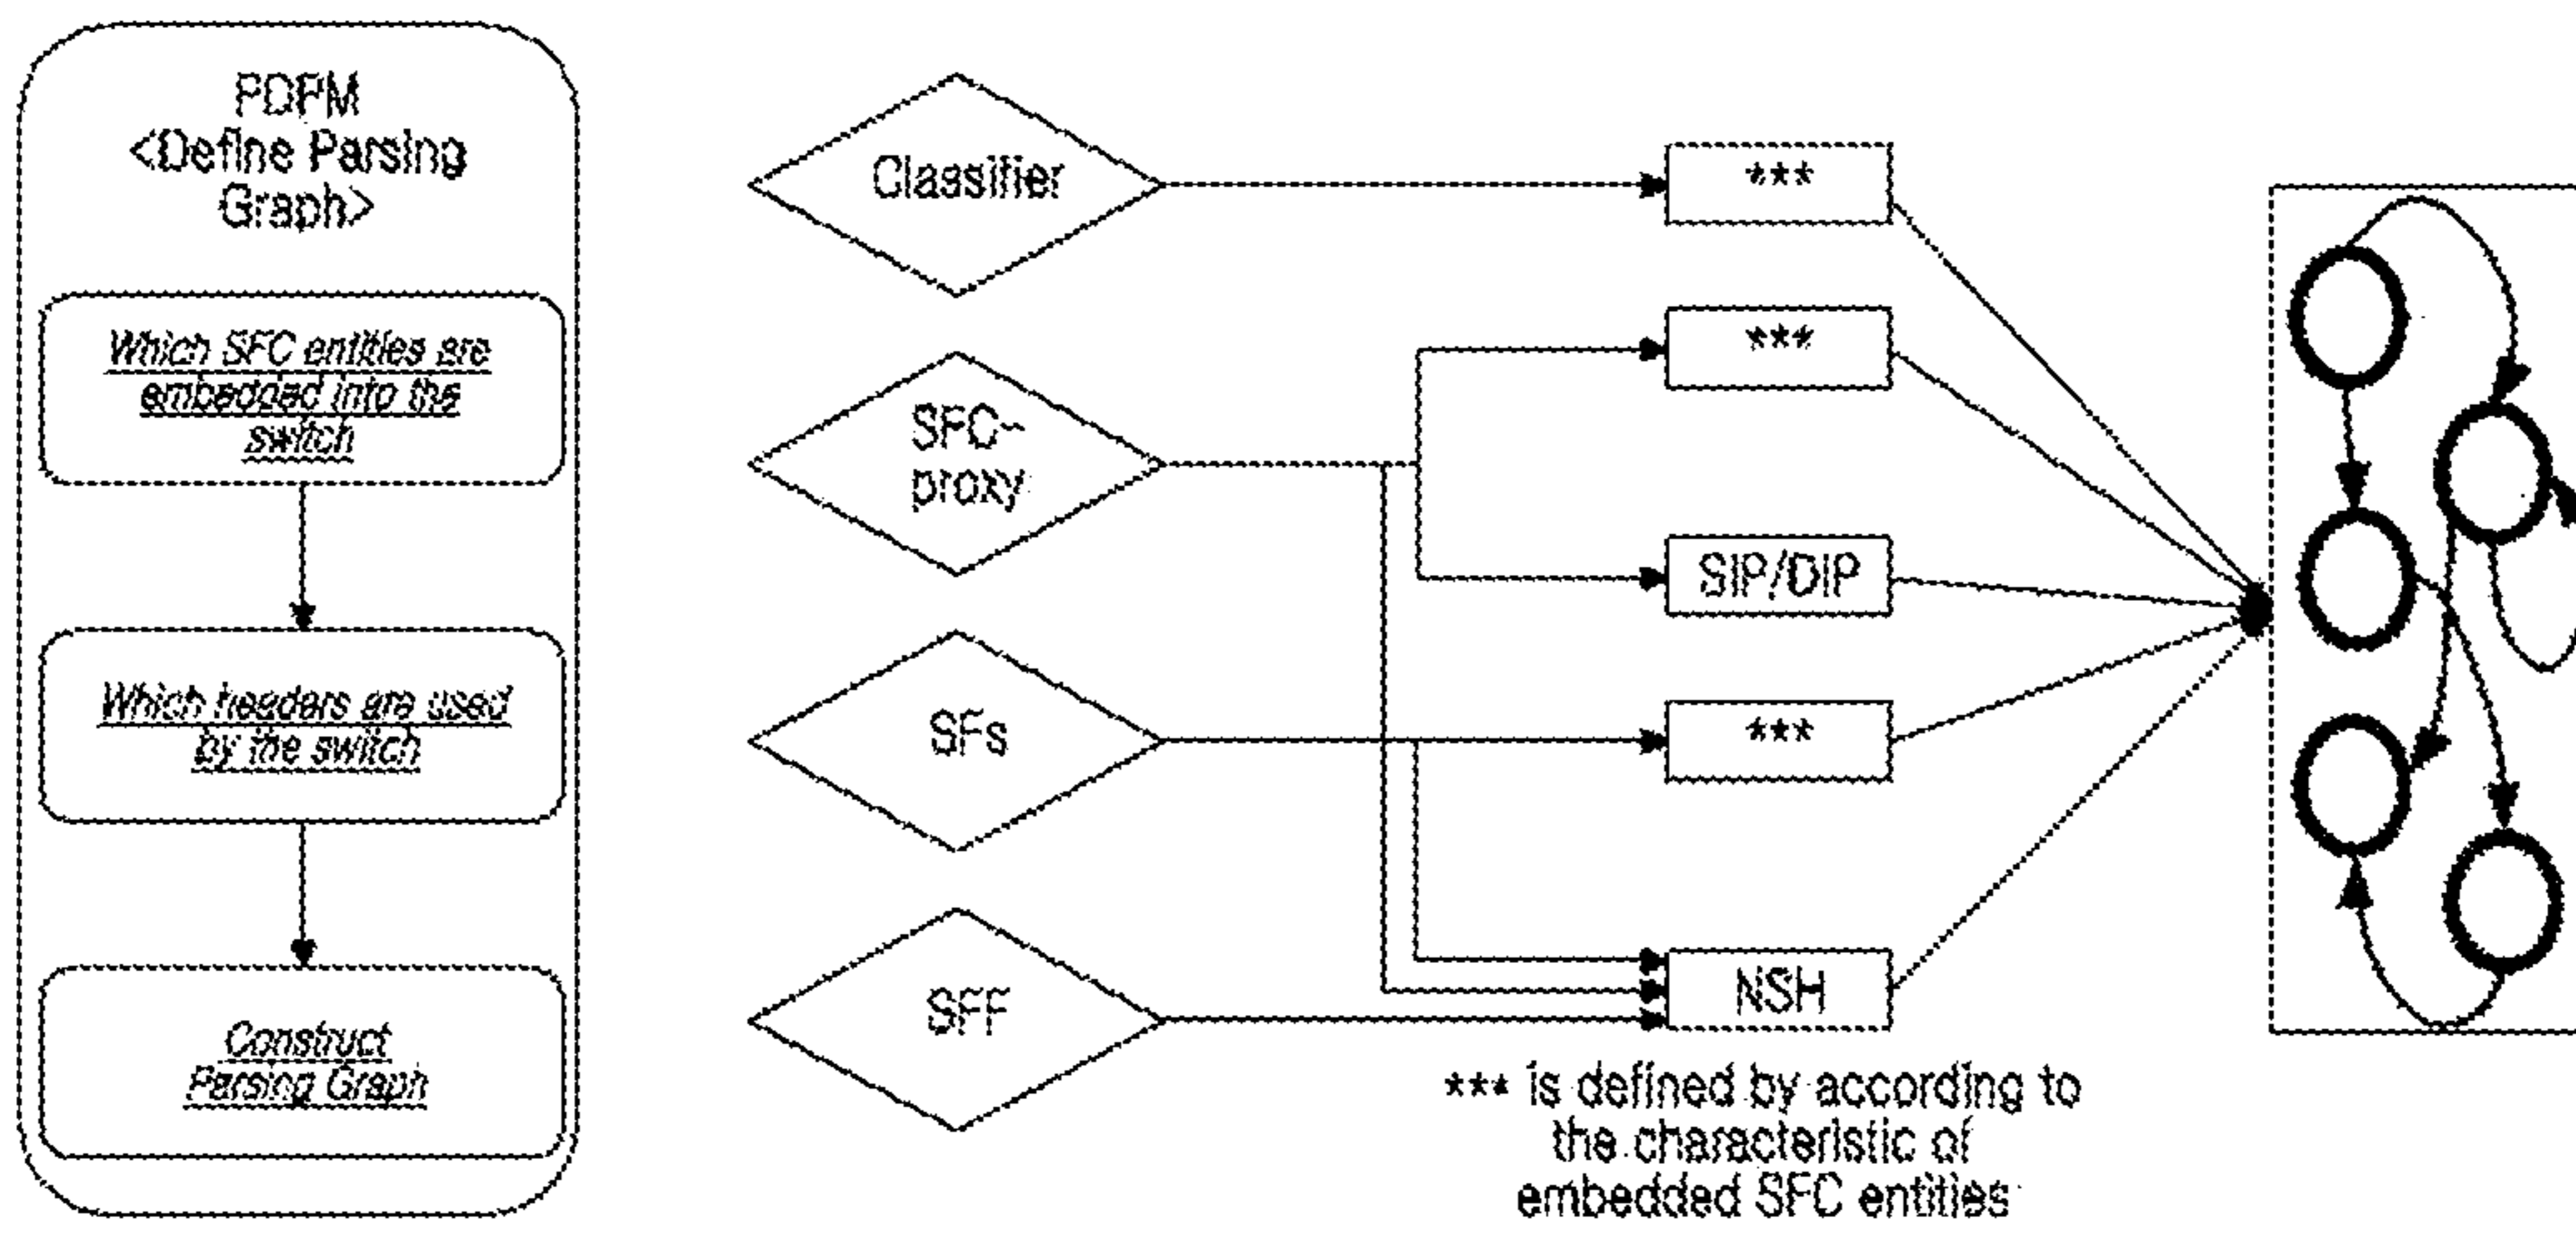 PDPM
<Define Parsing
Graph>
Which SFC entities are
embedded into the
switch
Which headers are used
by the switch
Construct
Parsing Graph
Classifier
SFC-
proxy
SFs
SFF
***
***
SIP/DIP
***
NSH
*** is defined by according to
the characteristic of
embedded SFC entities